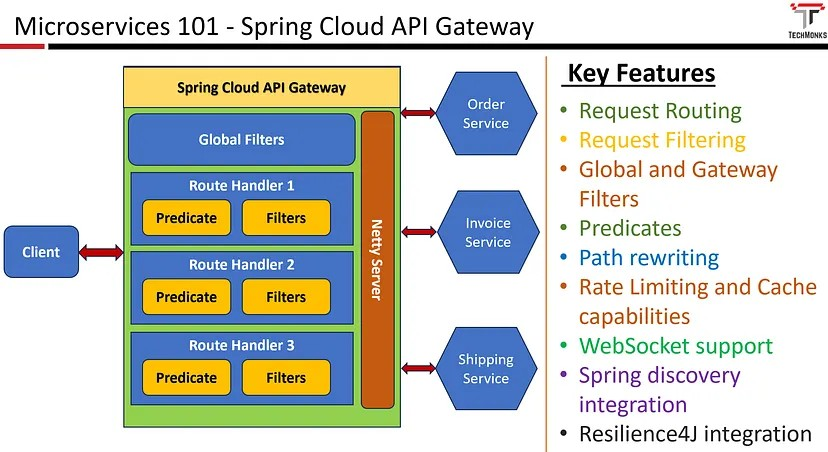 Microservices 101 - Spring Cloud API Gateway
TECHMONKS
Spring Cloud API Gateway
Global Filters
Route Handler 1
Predicate
Filters
Route Handler 2
Predicate
Filters
Route Handler 3
Predicate
Filters
Netty Server
Client
Order
Service
Invoice
Service
Shipping
Service
Key Features
• Request Routing
• Request Filtering
• Global and Gateway
Filters
• Predicates
• Path rewriting
• Rate Limiting and Cache
capabilities
• WebSocket support
• Spring discovery
integration
• Resilience4J integration